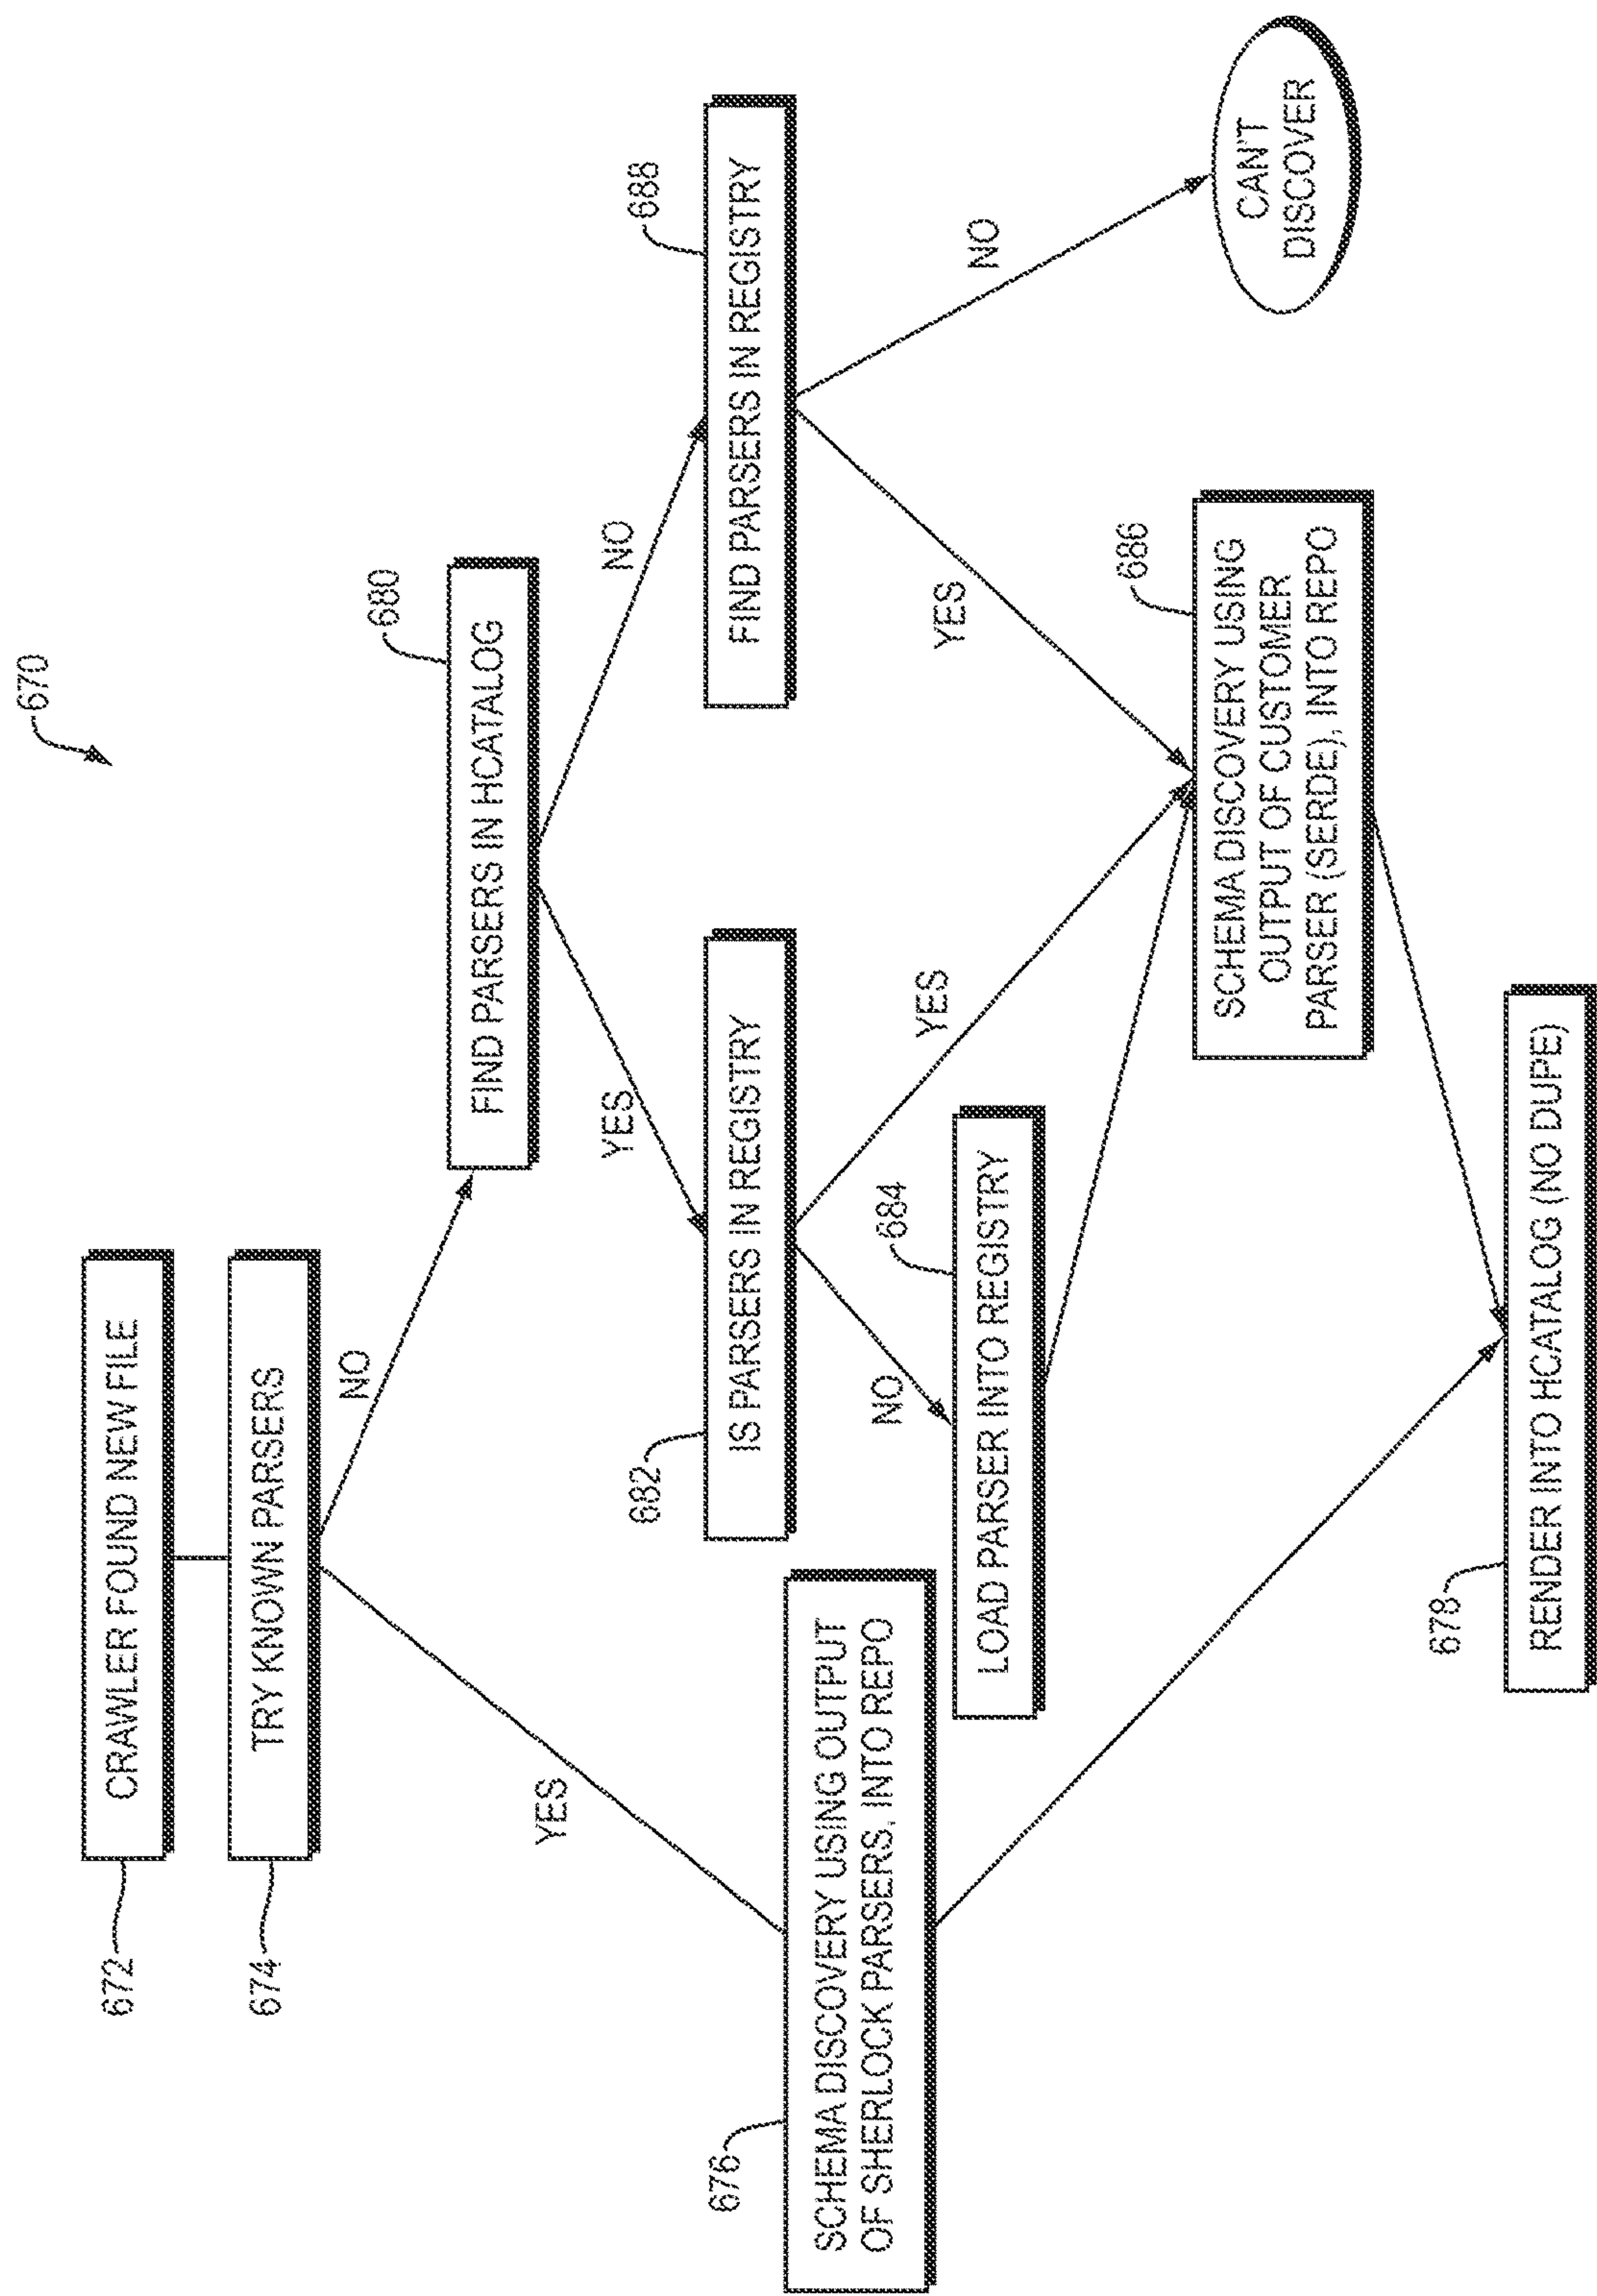 670
CRAWLER FOUND NEW FILE
672
TRY KNOWN PARSERS
674
NO
YES
FIND PARSERS IN HCATALOG
680
YES
NO
IS PARSERS IN REGISTRY
682
FIND PARSERS IN REGISTRY
688
SCHEMA DISCOVERY USING OUTPUT
OF SHERLOCK PARSERS, INTO REPO
676
NO
YES
YES
NO
LOAD PARSER INTO REGISTRY
684
SCHEMA DISCOVERY USING
OUTPUT OF CUSTOMER
PARSER (SERDE), INTO REPO
686
CAN'T
DISCOVER
RENDER INTO HCATALOG (NO DUPE)
678